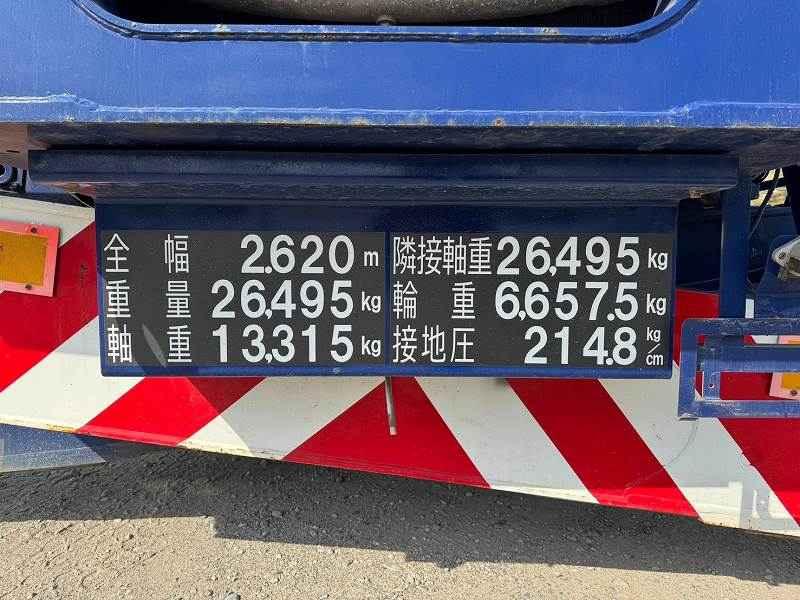 全幅 2.620 m
重量 26,495 kg
軸重 13,315 kg
隣接軸重 26,495 kg
輪重 6,657.5 kg
接地圧 214.8 kg/cm